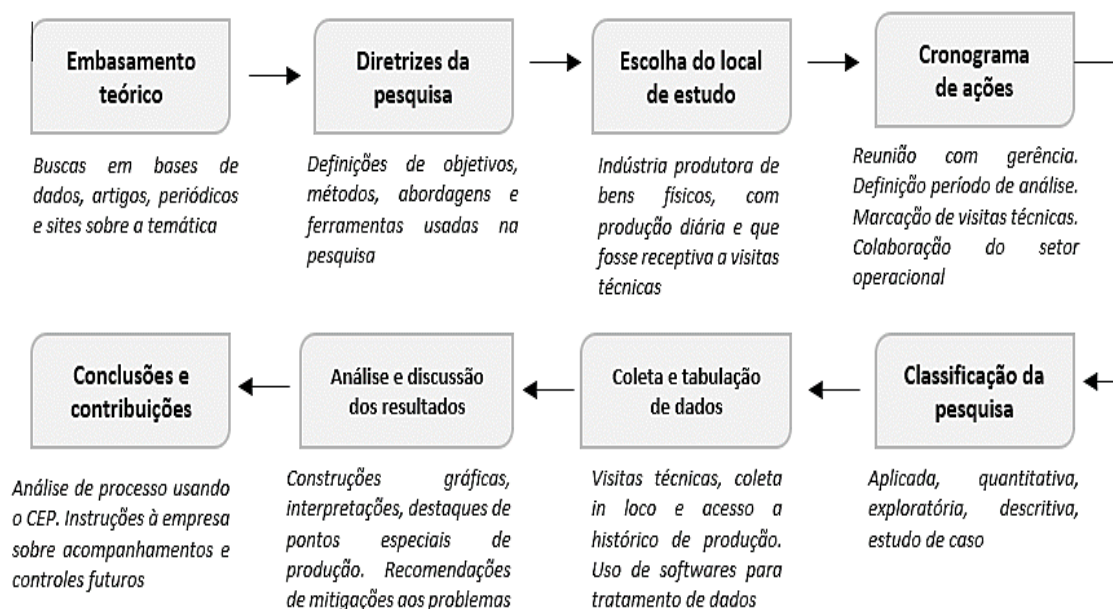 Embasamento
teórico
Buscas em bases de
dados, artigos, periódicos
e sites sobre a temática
Diretrizes da
pesquisa
Definições de objetivos,
métodos, abordagens e
ferramentas usadas na
pesquisa
Escolha do local
de estudo
Indústria produtora de
bens físicos, com
produção diária e que
fosse receptiva a visitas
técnicas
Cronograma
de ações
Reunião com gerência.
Definição período de análise.
Marcação de visitas técnicas.
Colaboração do setor
operacional
Classificação da
pesquisa
Aplicada, quantitativa,
exploratória, descritiva,
estudo de caso
Coleta e tabulação
de dados
Visitas técnicas, coleta
in loco e acesso a
histórico de produção.
Uso de softwares para
tratamento de dados
Análise e discussão
dos resultados
Construções gráficas,
interpretações, destaques de
pontos especiais de
produção. Recomendações
de mitigações aos problemas
Conclusões e
contribuições
Análise de processo usando
o CEP. Instruções à empresa
sobre acompanhamentos e
controles futuros